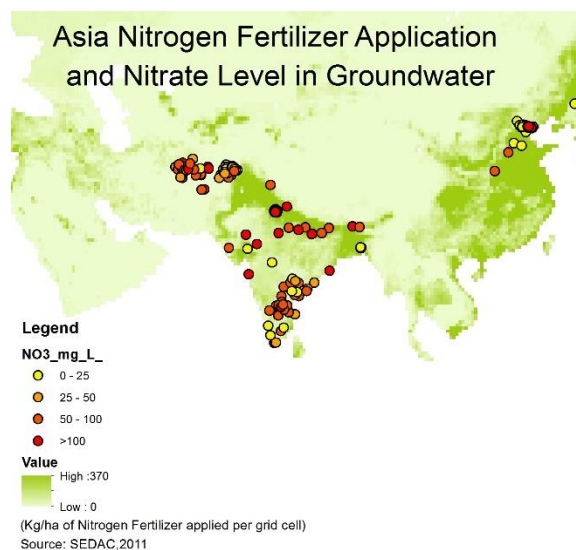 Asia Nitrogen Fertilizer Application
and Nitrate Level in Groundwater
Legend
NO3_mg_L_
0 - 25
25 - 50
50 - 100
>100
Value
High :370
Low : 0
(Kg/ha of Nitrogen Fertilizer applied per grid cell)
Source: SEDAC,2011